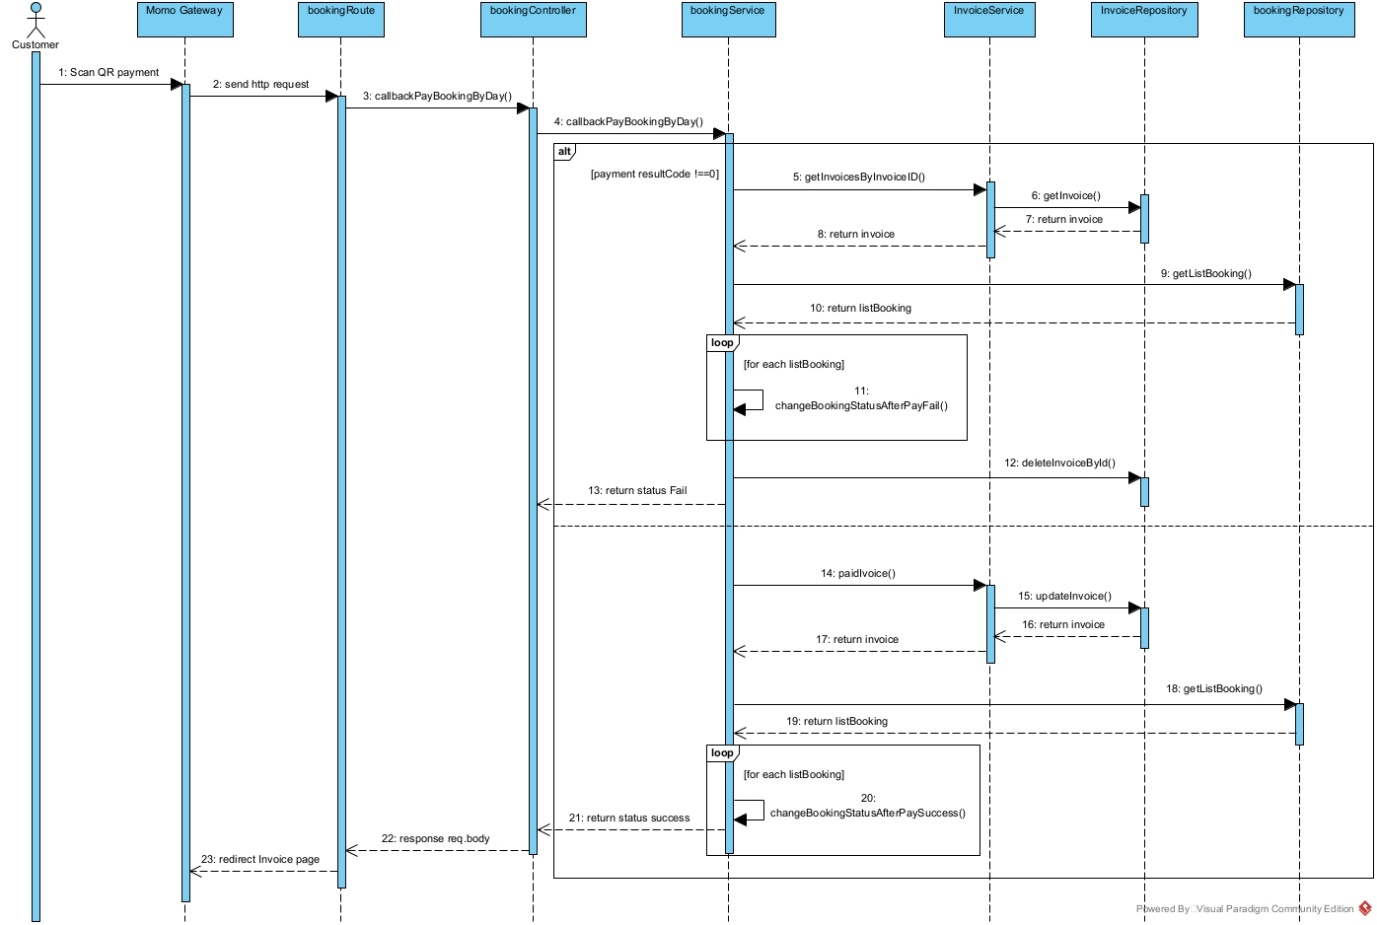 Momo Gateway
bookingRoute
bookingController
bookingService
InvoiceService
InvoiceRepository
bookingRepository
Customer
1: Scan QR payment
2: send http request
3: callbackPayBookingByDay()
4: callbackPayBookingByDay()
alt
[payment resultCode !==0]
5: getInvoicesByInvoiceID()
6: getInvoice()
7: return invoice
8: return invoice
9: getListBooking()
10: return listBooking
loop
[for each listBooking]
11:
changeBookingStatusAfterPayFail()
12: deleteInvoiceById()
13: return status Fail
14: paidIvoice()
15: updateInvoice()
16: return invoice
17: return invoice
18: getListBooking()
19: return listBooking
loop
[for each listBooking]
20:
changeBookingStatusAfterPaySuccess()
21: return status success
22: response req.body
23: redirect Invoice page
Powered By Visual Paradigm Community Edition